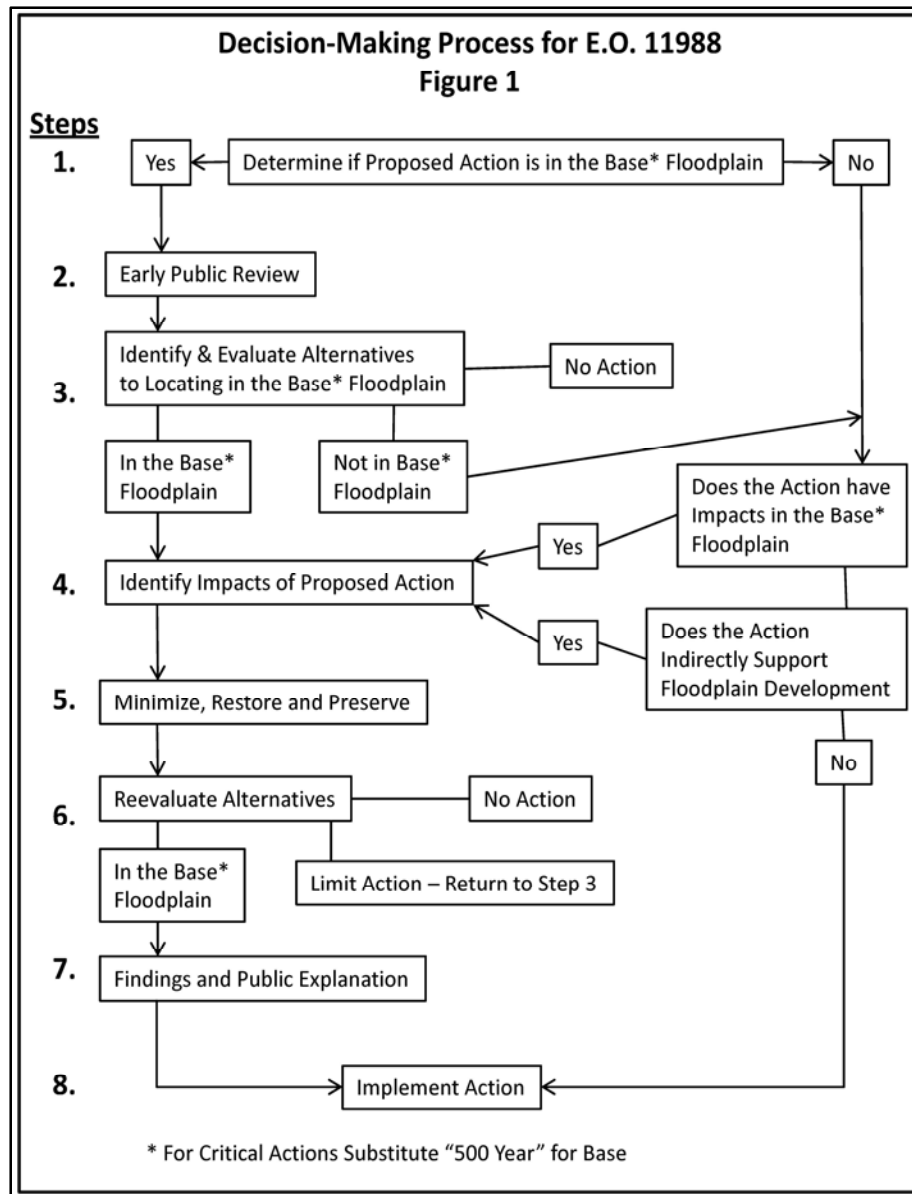 Decision-Making Process for E.O. 11988
Figure 1
Steps
1.
Yes
Determine if Proposed Action is in the Base* Floodplain
No
2.
Early Public Review
3.
Identify & Evaluate Alternatives
to Locating in the Base* Floodplain
No Action
In the Base*
Floodplain
Not in Base*
Floodplain
Does the Action have
Impacts in the Base*
Floodplain
Yes
4.
Identify Impacts of Proposed Action
Yes
Does the Action
Indirectly Support
Floodplain Development
5.
Minimize, Restore and Preserve
No
6.
Reevaluate Alternatives
No Action
In the Base*
Floodplain
Limit Action – Return to Step 3
7.
Findings and Public Explanation
8.
Implement Action
* For Critical Actions Substitute “500 Year” for Base